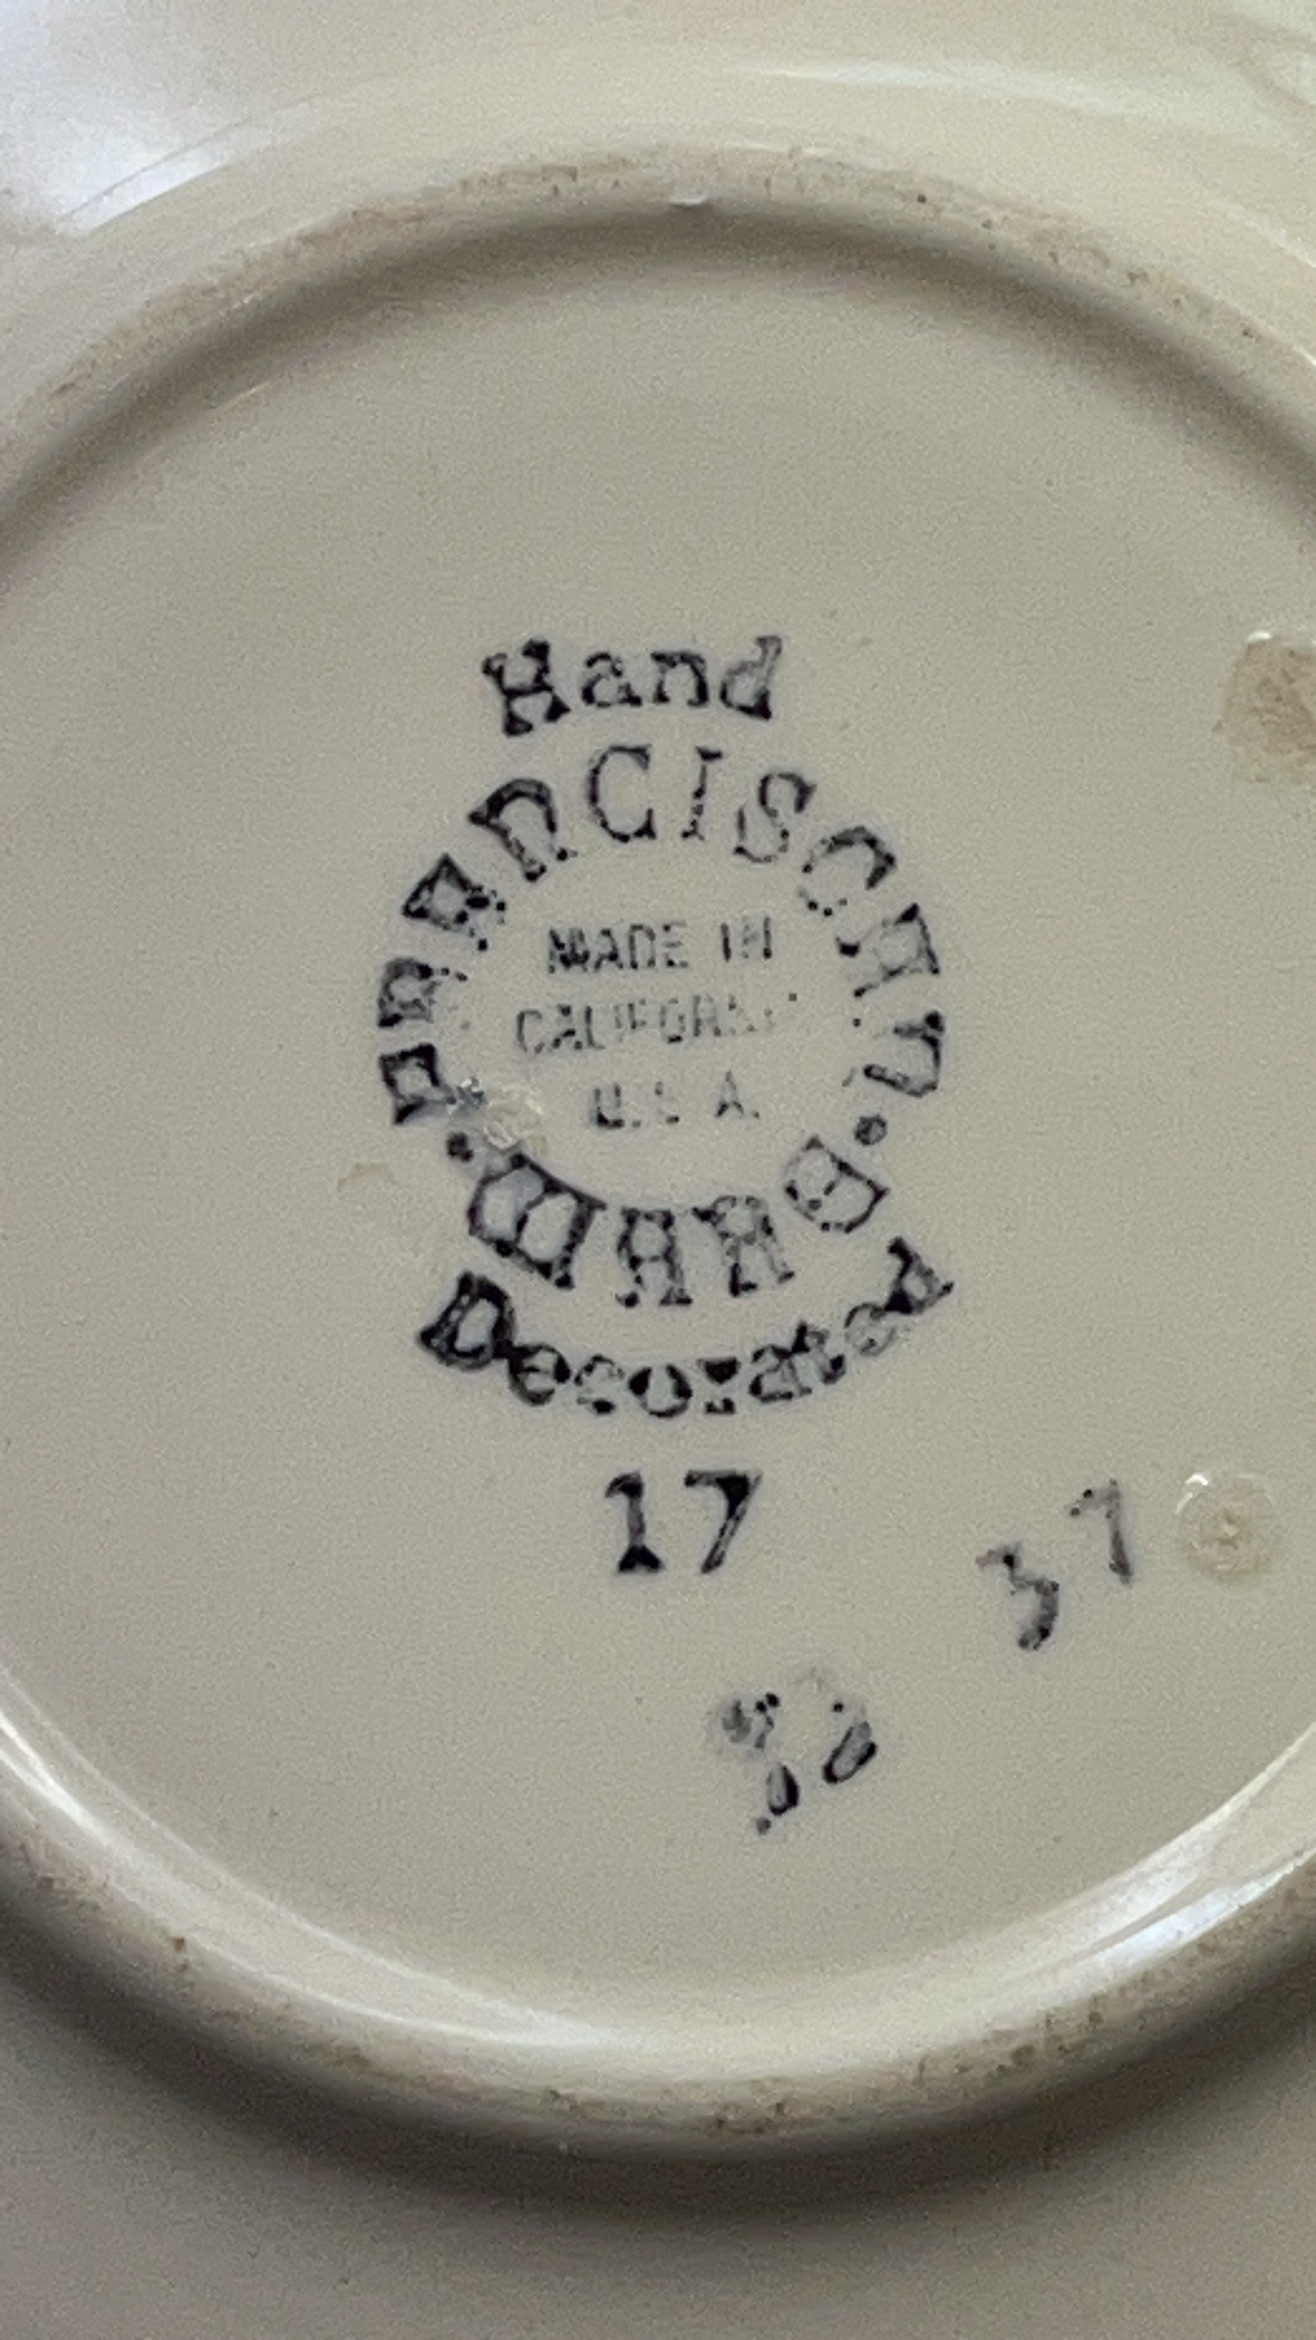 Hand
FRANCISCAN
MADE IN
CALIFORNIA
U.S.A.
• WARE •
Decorated
17
37